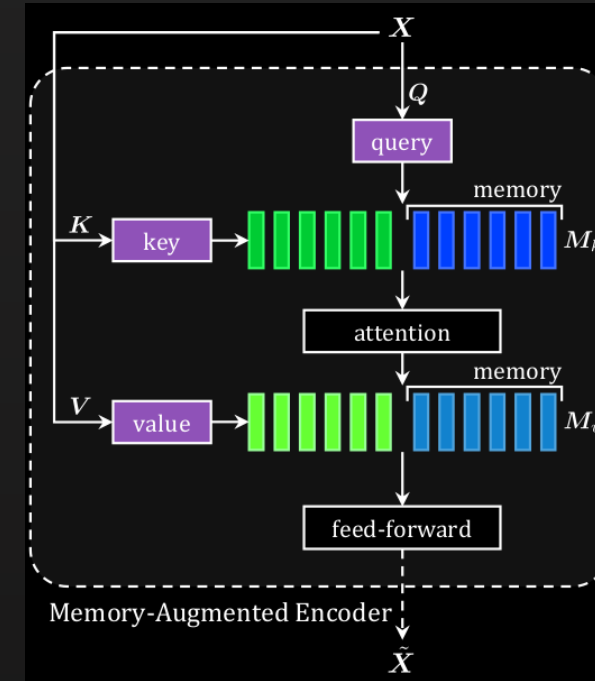 X
Q
query
memory
K
key
M
attention
memory
V
value
M
feed-forward
Memory-Augmented Encoder
X̃